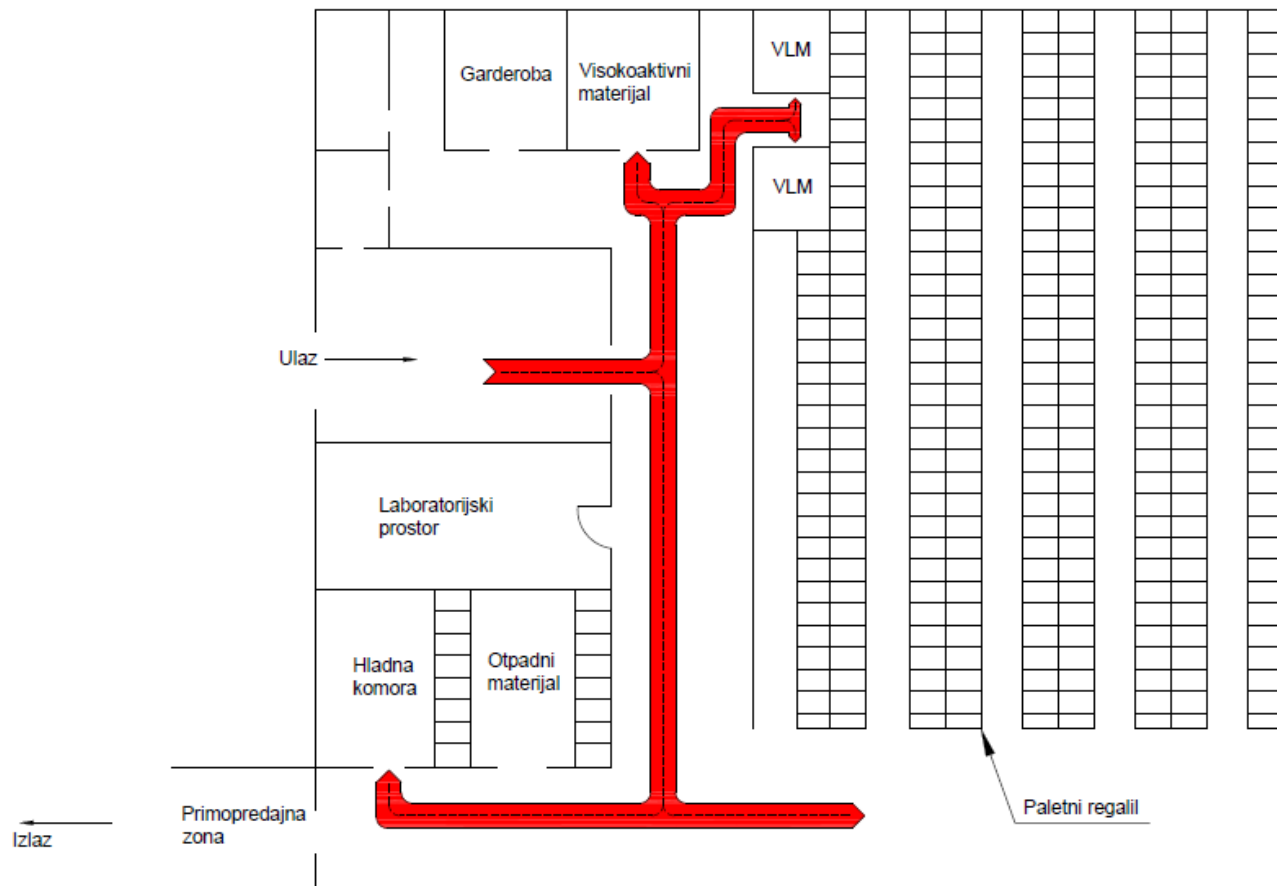 VLM
Garderoba
Visokoaktivni
materijal
VLM
Ulaz
Laboratorijski
prostor
Hladna
komora
Otpadni
materijal
Primopredajna
zona
Izlaz
Paletni regalil